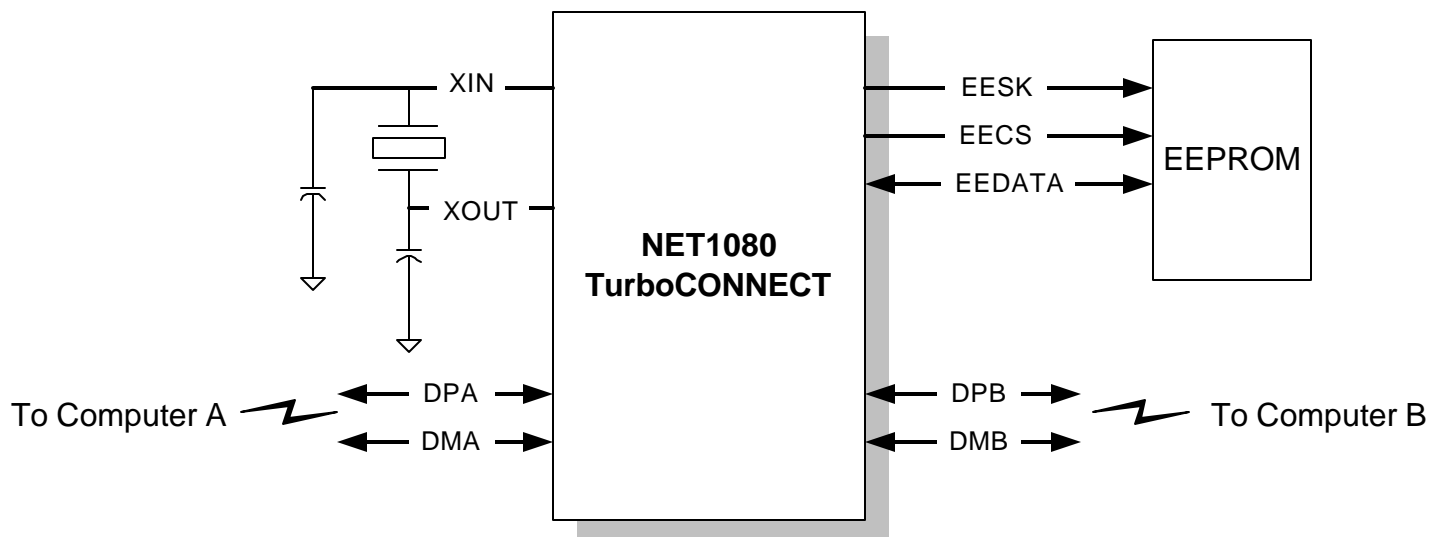 XIN
XOUT
NET1080
TurboCONNECT
EESK
EECS
EEDATA
EEPROM
To Computer A
DPA
DMA
DPB
DMB
To Computer B